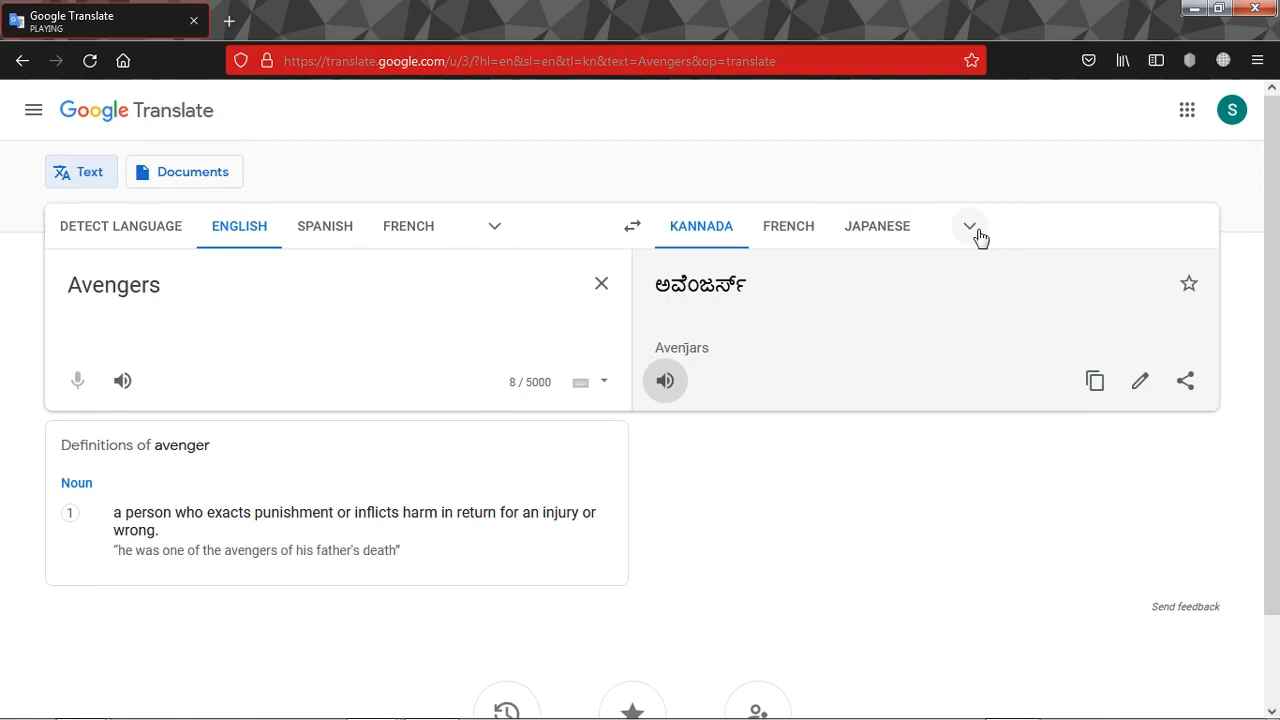 Google Translate
PLAYING
https://translate.google.com/u/3/?hl=en&sl=en&tl=kn&text=Avengers&op=translate
Google Translate
S
Text
Documents
DETECT LANGUAGE ENGLISH SPANISH FRENCH
KANNADA FRENCH JAPANESE
Avengers
ಅವೆಂಜರ್ಸ್
Aven̄jars
8 / 5000
Definitions of avenger
Noun
1
a person who exacts punishment or inflicts harm in return for an injury or
wrong.
"he was one of the avengers of his father's death"
Send feedback